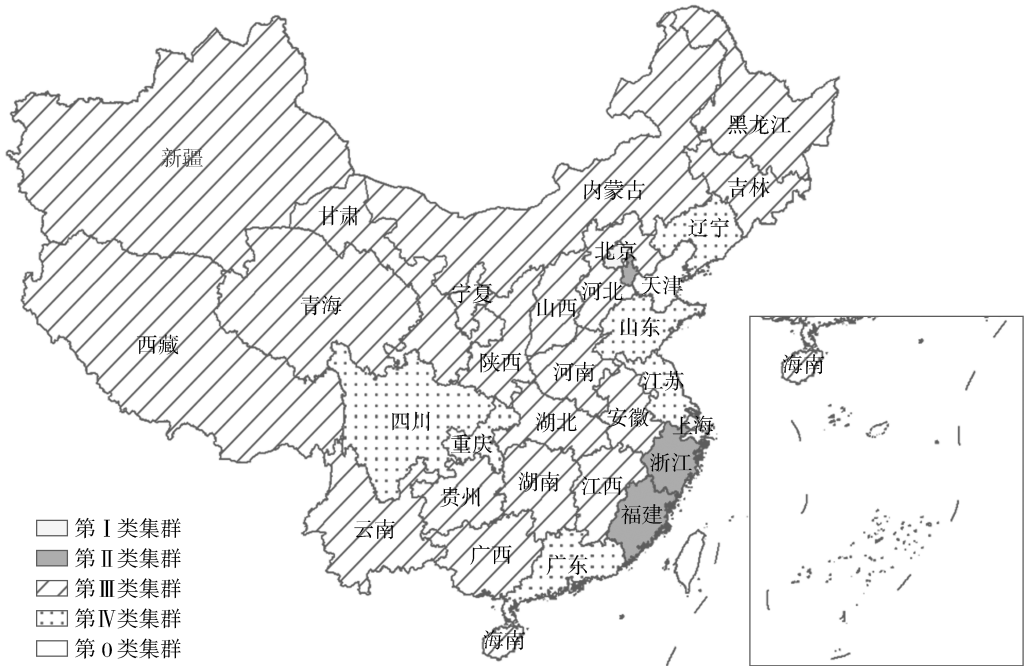 黑龙江
新疆
内蒙古
吉林
甘肃
辽宁
北京
天津
宁夏
河北
青海
山西
山东
西藏
陕西
河南
海南
江苏
四川
湖北
安徽
上海
重庆
浙江
湖南
江西
贵州
福建
云南
广西
广东
海南
第Ⅰ类集群
第Ⅱ类集群
第Ⅲ类集群
第Ⅳ类集群
第0类集群